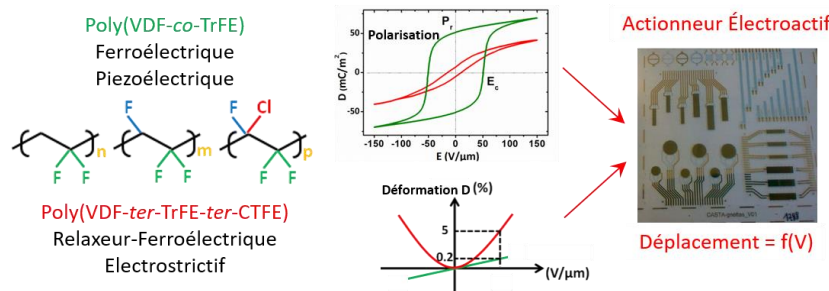 Poly(VDF-co-TrFE)
Ferroélectrique
Piezoélectrique
F
F
Cl
n
m
p
F F
F F
F F
Poly(VDF-ter-TrFE-ter-CTFE)
Relaxeur-Ferroélectrique
Electrostrictif
Polarisation
Pr
Ec
D (mC/m²)
50
0
-50
-150 -100 -50 0 50 100 150
E (V/µm)
Déformation D (%)
5
0.2
(V/µm)
Actionneur Électroactif
Déplacement = f(V)